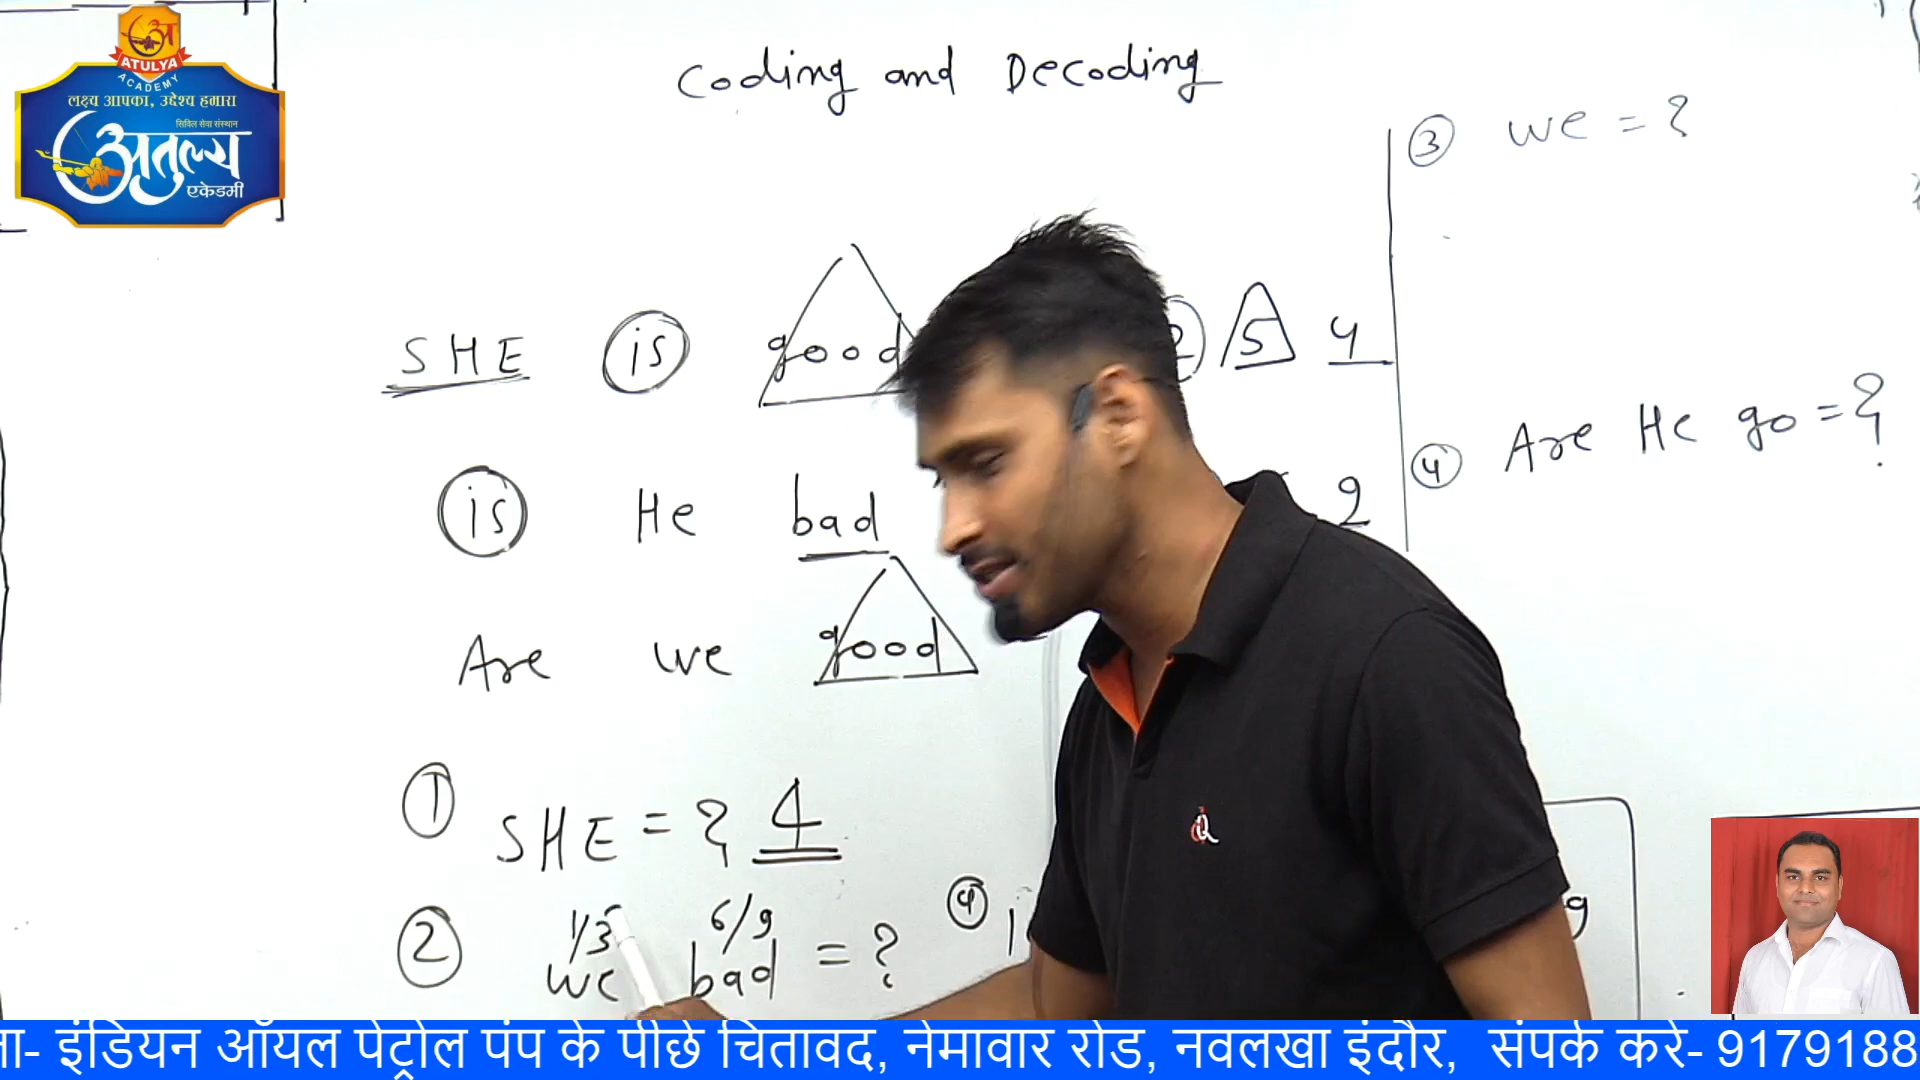 ATULYA
ACADEMY
लक्ष्य आपका, उद्देश्य हमारा
सिविल सेवा संस्थान
अतुल्य
एकेडमी
Coding and Decoding
③ we = ?
SHE is good 2 5 4
④ Are He go = ?
is He bad 2
Are we good
① SHE = ? 4
1/3 6/9
② we bad = ?
9
ना- इंडियन ऑयल पेट्रोल पंप के पीछे चितावद, नेमावार रोड, नवलखा इंदौर, संपर्क करे- 9179188